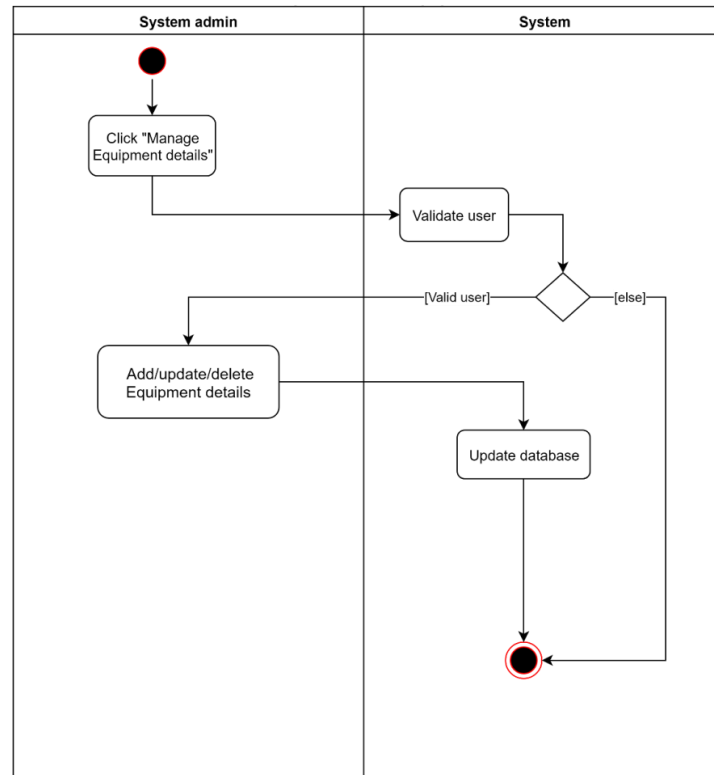 System admin
System
Click "Manage
Equipment details"
Validate user
[Valid user]
[else]
Add/update/delete
Equipment details
Update database